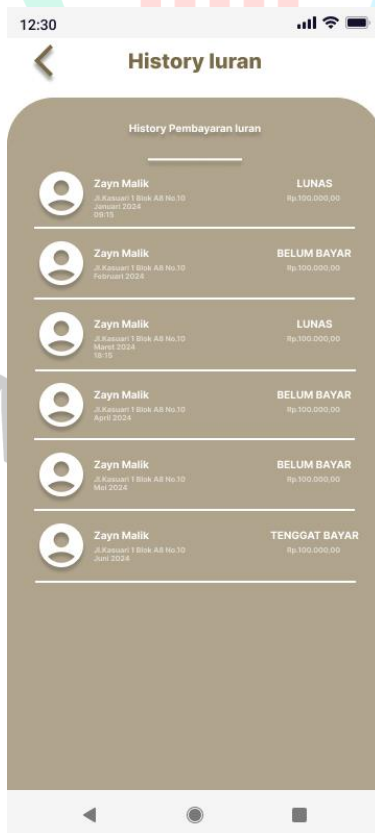 12:30
History Iuran
History Pembayaran Iuran
Zayn Malik
LUNAS
Jl.Kasuari 1 Blok A8 No.10
Rp.100.000,00
Januari 2024
09:15
Zayn Malik
BELUM BAYAR
Jl.Kasuari 1 Blok A8 No.10
Rp.100.000,00
Februari 2024
Zayn Malik
LUNAS
Jl.Kasuari 1 Blok A8 No.10
Rp.100.000,00
Maret 2024
18:15
Zayn Malik
BELUM BAYAR
Jl.Kasuari 1 Blok A8 No.10
Rp.100.000,00
April 2024
Zayn Malik
BELUM BAYAR
Jl.Kasuari 1 Blok A8 No.10
Rp.100.000,00
Mei 2024
Zayn Malik
TENGGAT BAYAR
Jl.Kasuari 1 Blok A8 No.10
Rp.100.000,00
Juni 2024